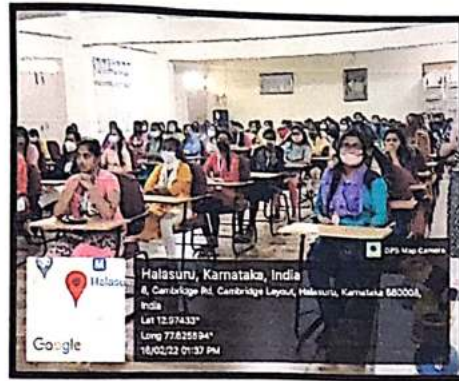 GPS Map Camera
M
Halasu
Google
Halasuru, Karnataka, India
8, Cambridge Rd, Cambridge Layout, Halasuru, Karnataka 560008,
India
Lat 12.97433°
Long 77.625894°
16/02/22 01:37 PM